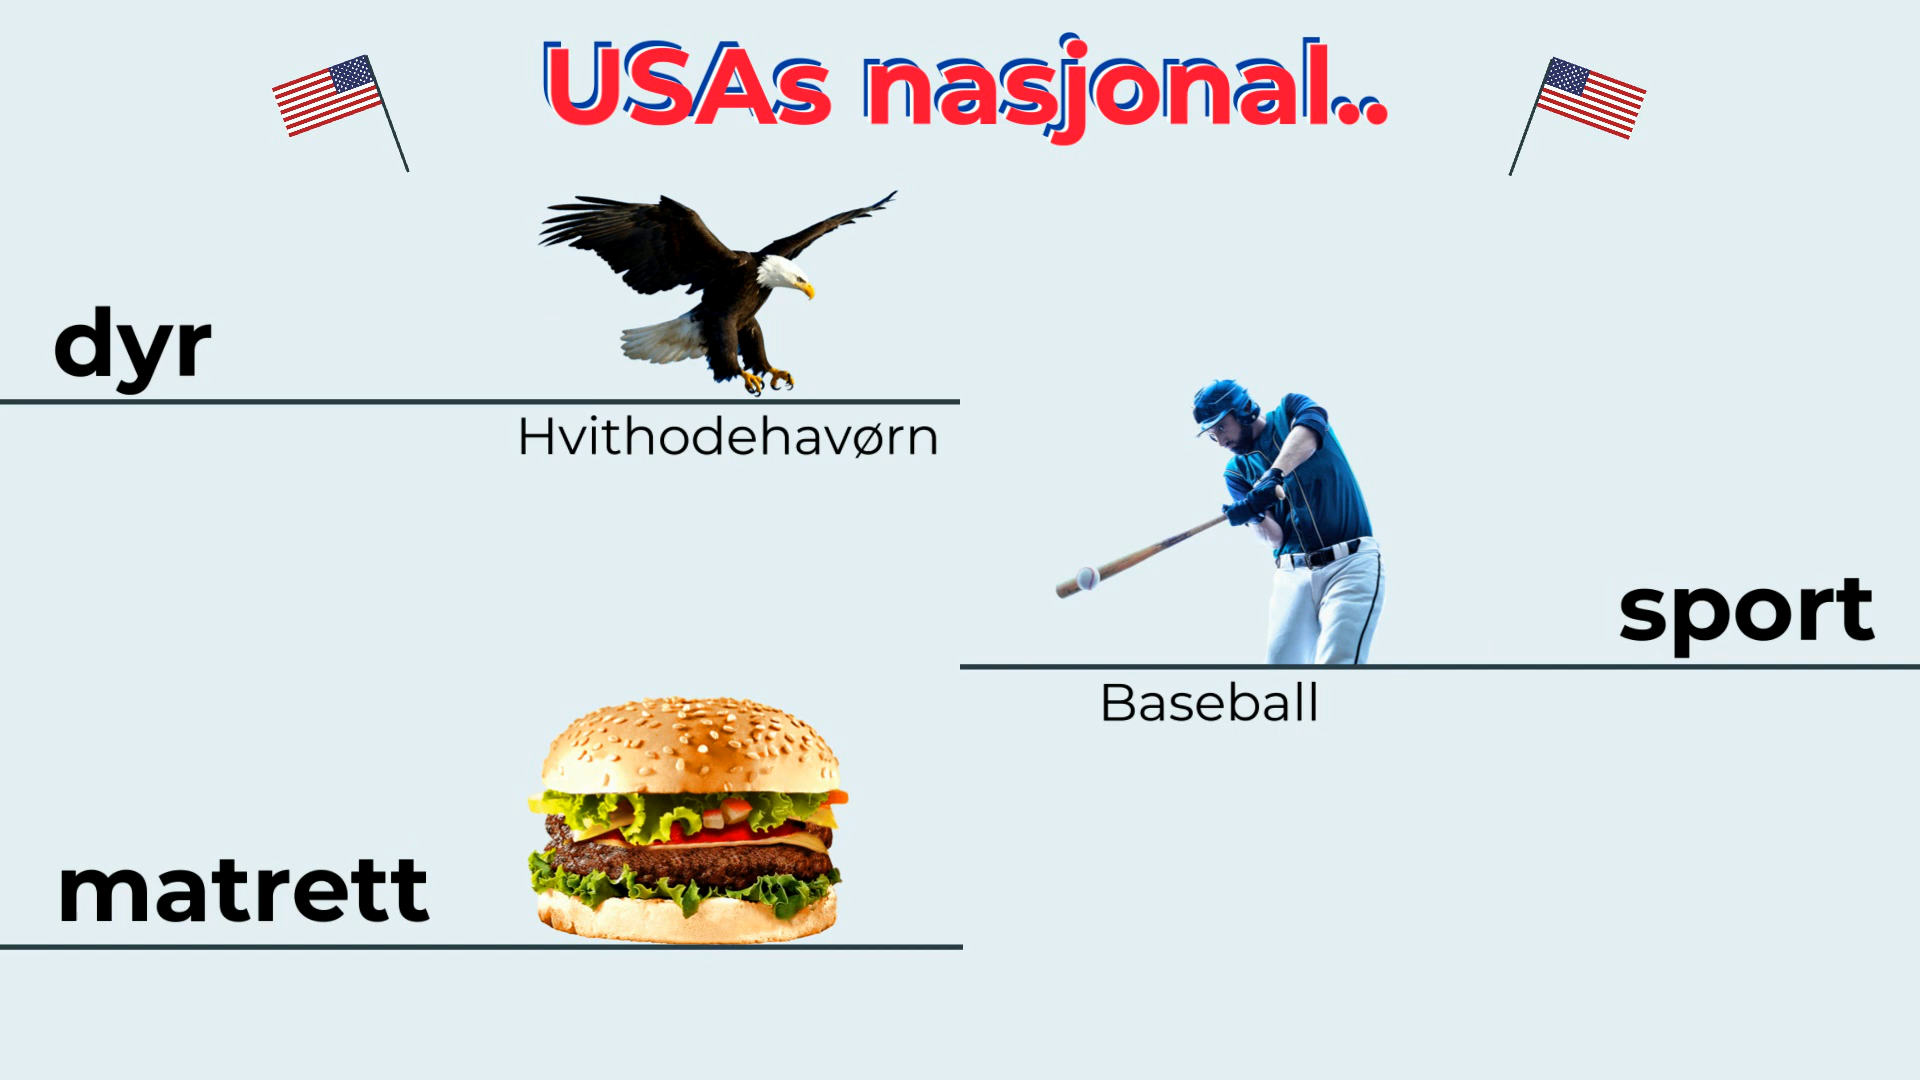 USAs nasjonal..
dyr
Hvithodehavørn
sport
Baseball
matrett